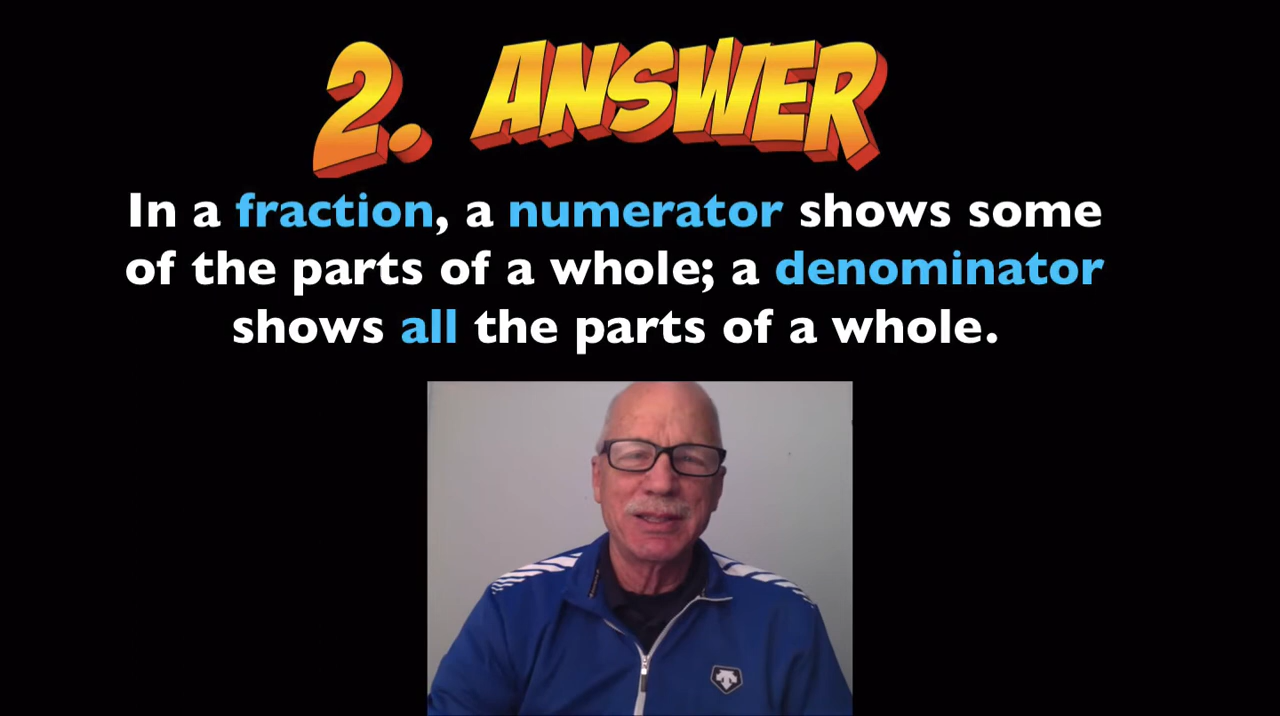 2. ANSWER
In a fraction, a numerator shows some
of the parts of a whole; a denominator
shows all the parts of a whole.